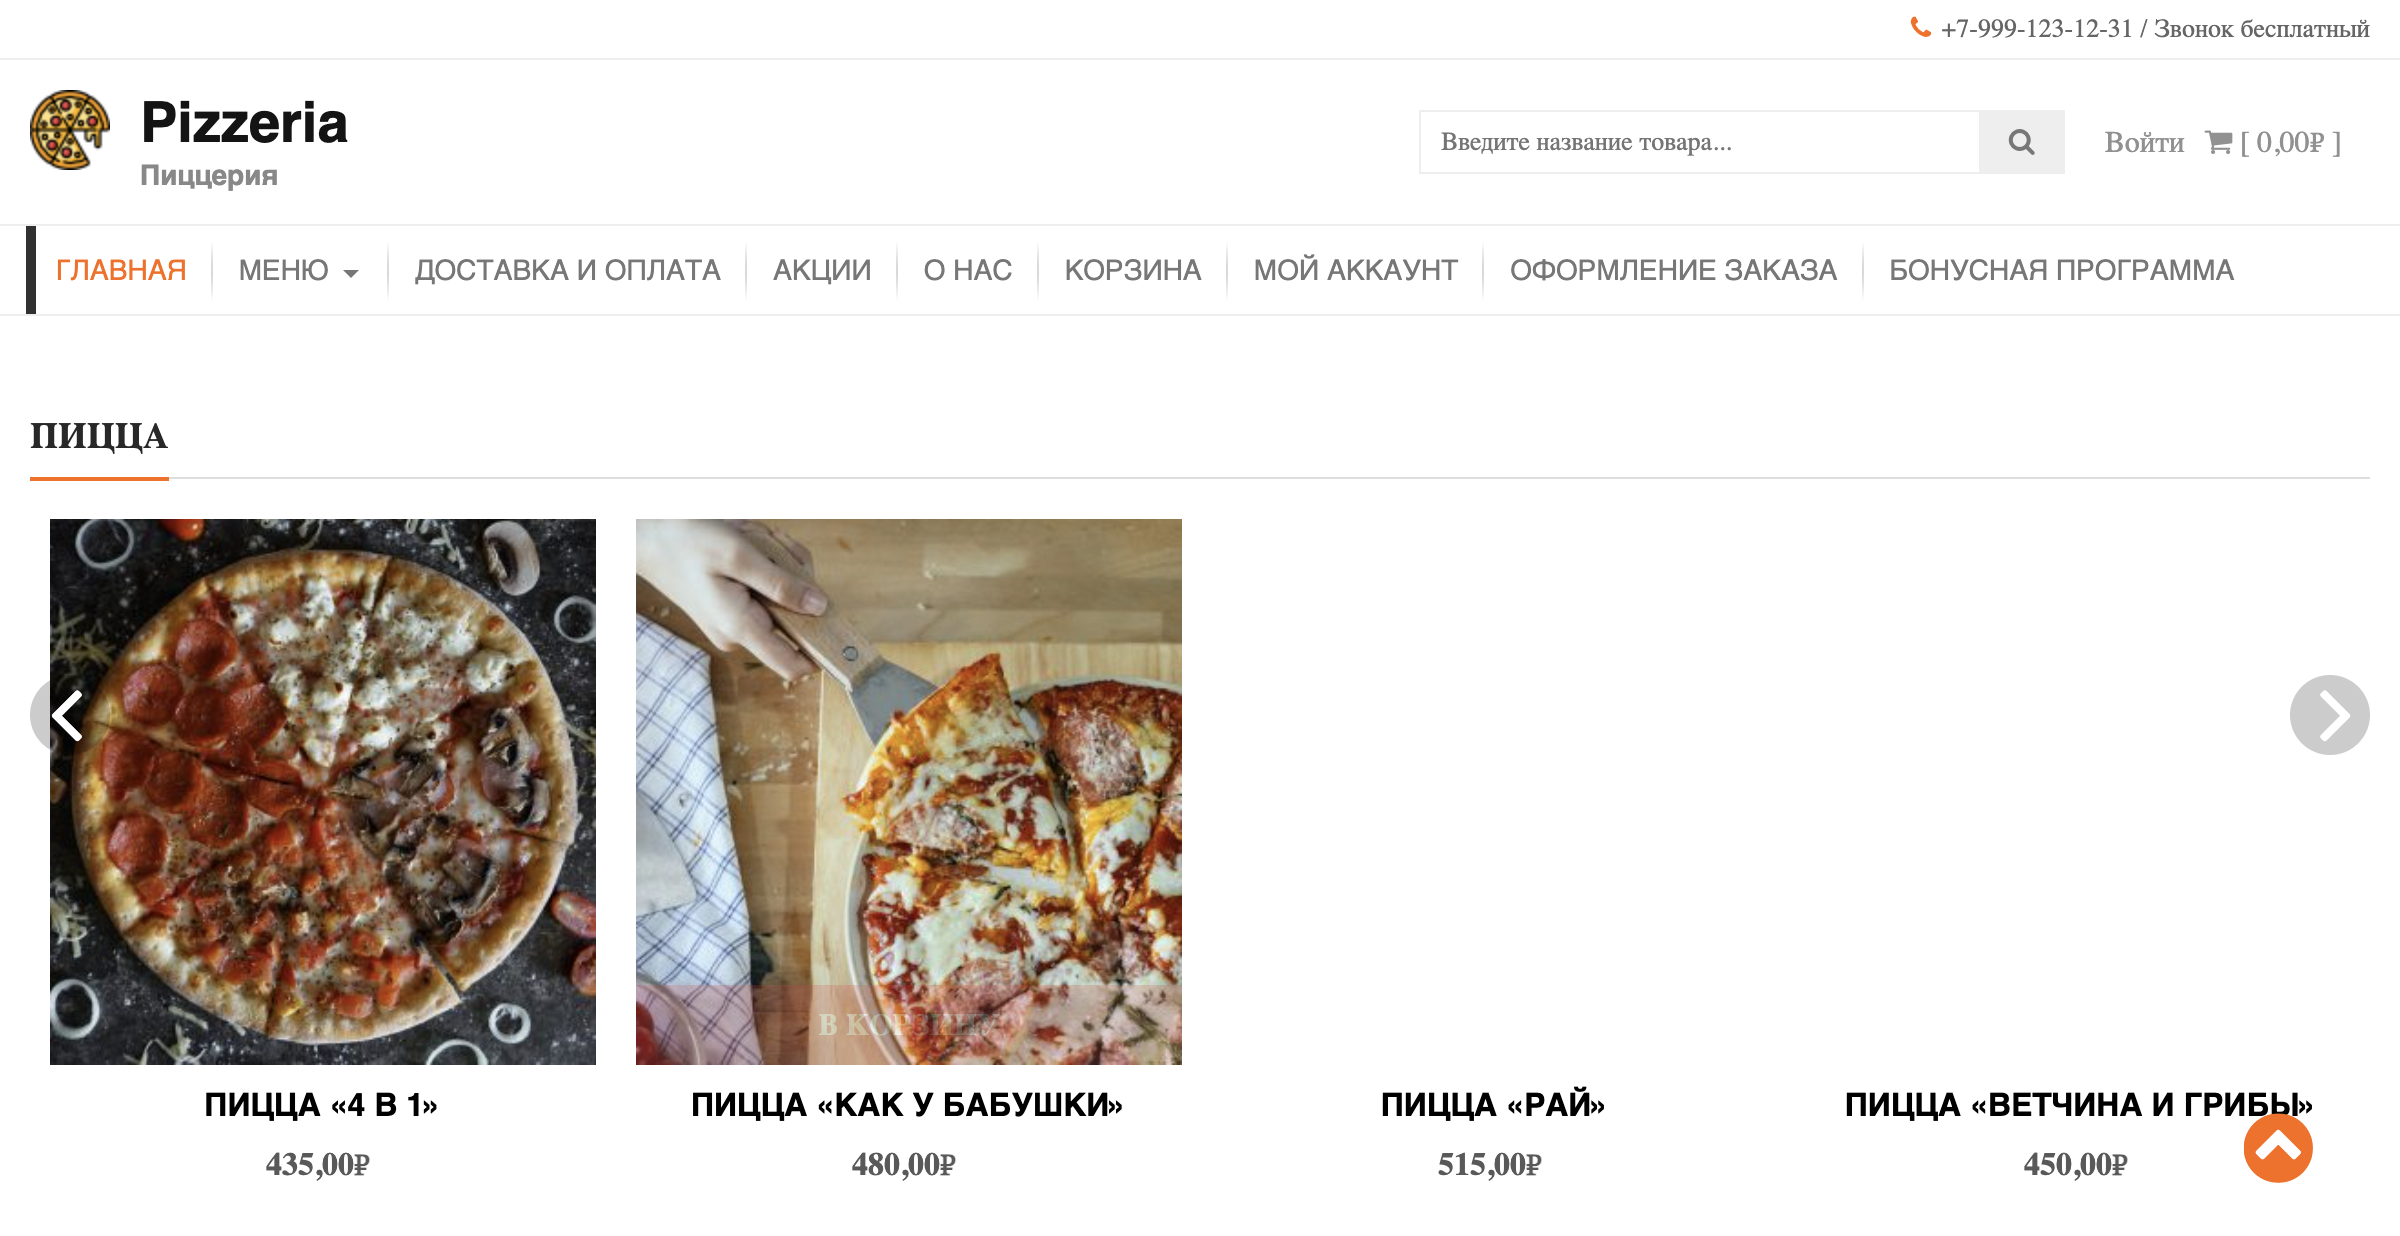 +7-999-123-12-31 / Звонок бесплатный
Pizzeria
Пиццерия
Введите название товара...
Войти [ 0,00₽ ]
ГЛАВНАЯ МЕНЮ ДОСТАВКА И ОПЛАТА АКЦИИ О НАС КОРЗИНА МОЙ АККАУНТ ОФОРМЛЕНИЕ ЗАКАЗА БОНУСНАЯ ПРОГРАММА
ПИЦЦА
В КОРЗИНУ
ПИЦЦА «4 В 1» ПИЦЦА «КАК У БАБУШКИ» ПИЦЦА «РАЙ» ПИЦЦА «ВЕТЧИНА И ГРИБЫ»
435,00₽ 480,00₽ 515,00₽ 450,00₽